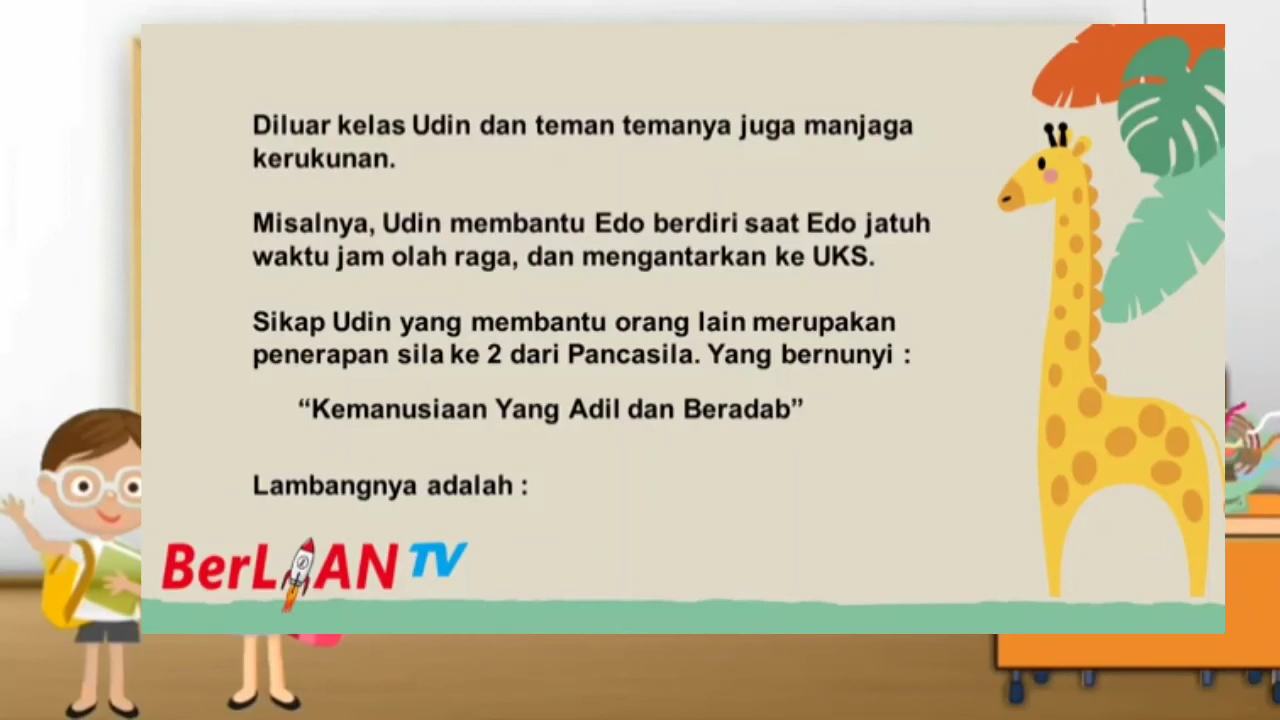 Diluar kelas Udin dan teman temanya juga manjaga
kerukunan.
Misalnya, Udin membantu Edo berdiri saat Edo jatuh
waktu jam olah raga, dan mengantarkan ke UKS.
Sikap Udin yang membantu orang lain merupakan
penerapan sila ke 2 dari Pancasila. Yang bernunyi :
“Kemanusiaan Yang Adil dan Beradab”
Lambangnya adalah :
BerLIAN TV